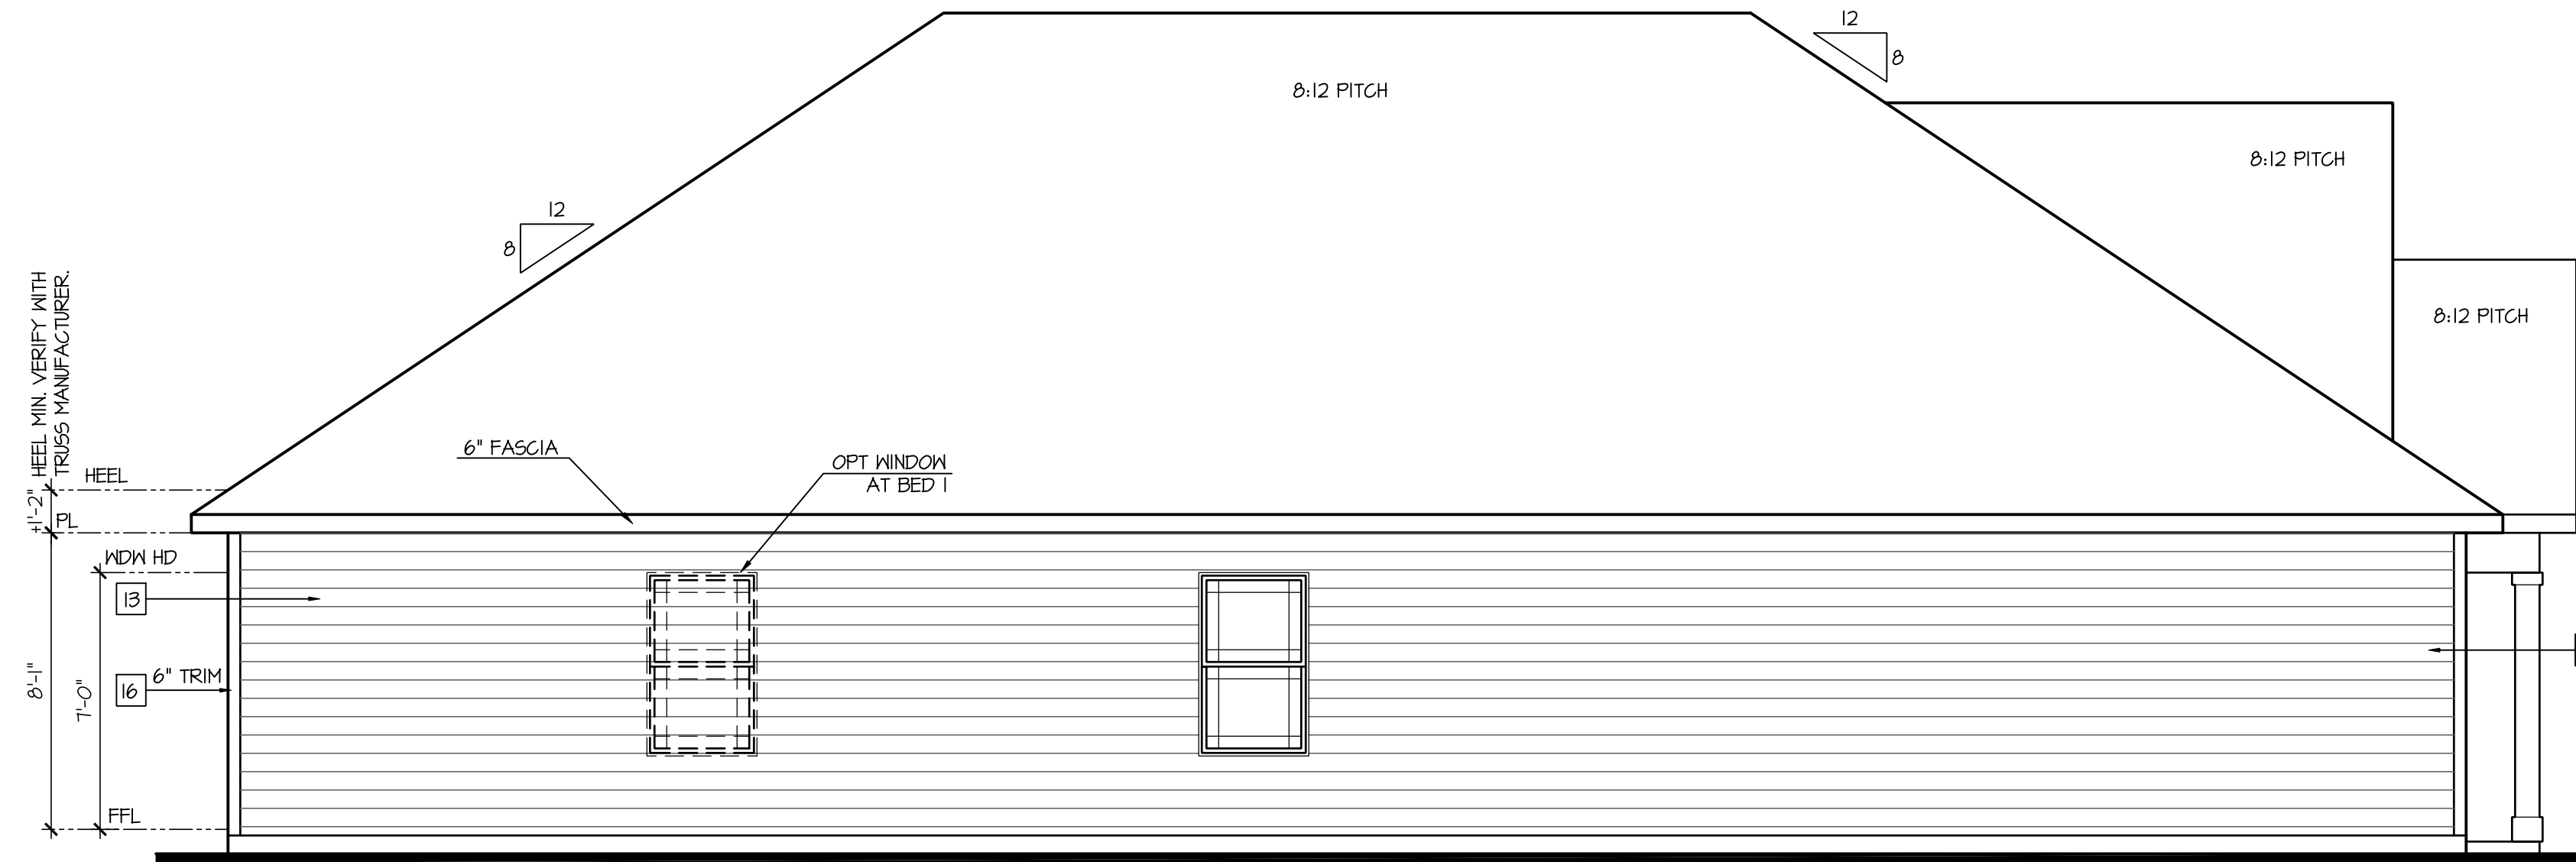 12
8
8:12 PITCH
8:12 PITCH
12
8
8:12 PITCH
HEEL MIN. VERIFY WITH
TRUSS MANUFACTURER.
6" FASCIA
OPT WINDOW
AT BED 1
HEEL
±1'-2"
PL
WDW HD
13
6" TRIM
16
8'-1"
7'-0"
FFL